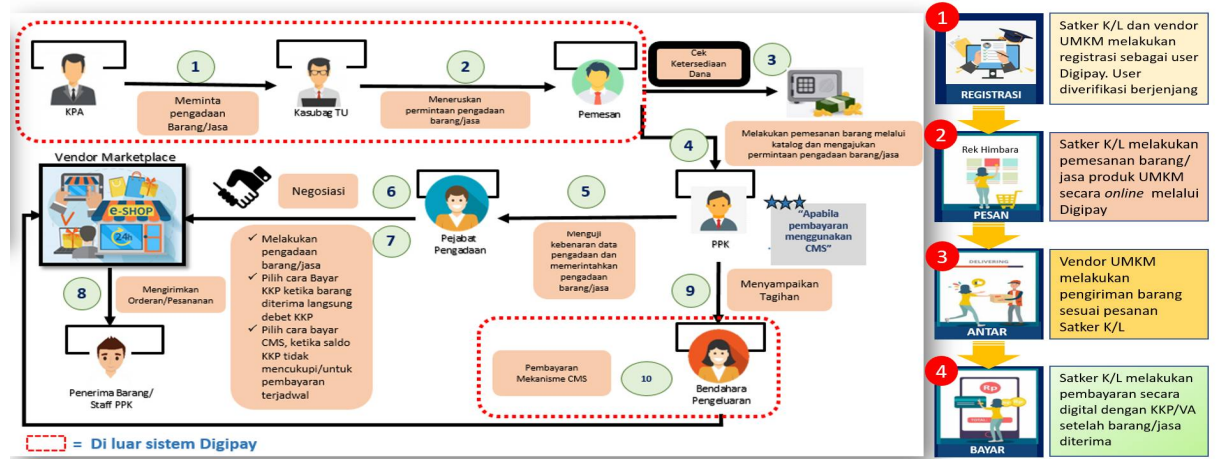 1
2
Cek
Ketersediaan
Dana
3
KPA
Kasubag TU
Pemesan
Meminta
pengadaan
Barang/Jasa
Meneruskan
permintaan pengadaan
barang/jasa
4
Melakukan pemesanan barang melalui
katalog dan mengajukan
permintaan pengadaan barang/jasa
Vendor Marketplace
e-SHOP
24h
Negosiasi
6
7
Pejabat
Pengadaan
5
Menguji
kebenaran data
pengadaan dan
memerintahkan
pengadaan
barang/jasa
PPK
"Apabila
pembayaran
menggunakan
CMS"
✓ Melakukan
pengadaan
barang/jasa
✓ Pilih cara Bayar
KKP ketika barang
diterima langsung
debet KKP
✓ Pilih cara bayar
CMS, ketika saldo
KKP tidak
mencukupi/untuk
pembayaran
terjadwal
8
Mengirimkan
Orderan/Pesananan
Penerima Barang/
Staff PPK
9
Menyampaikan
Tagihan
Pembayaran
Mekanisme CMS
10
Bendahara
Pengeluaran
= Di luar sistem Digipay
1
REGISTRASI
Satker K/L dan vendor
UMKM melakukan
registrasi sebagai user
Digipay. User
diverifikasi berjenjang
2
Rek Himbara
PESAN
Satker K/L melakukan
pemesanan barang/
jasa produk UMKM
secara online melalui
Digipay
3
DELIVERING
ANTAR
Vendor UMKM
melakukan
pengiriman barang
sesuai pesanan
Satker K/L
4
Rp
BAYAR
Satker K/L melakukan
pembayaran secara
digital dengan KKP/VA
setelah barang/jasa
diterima